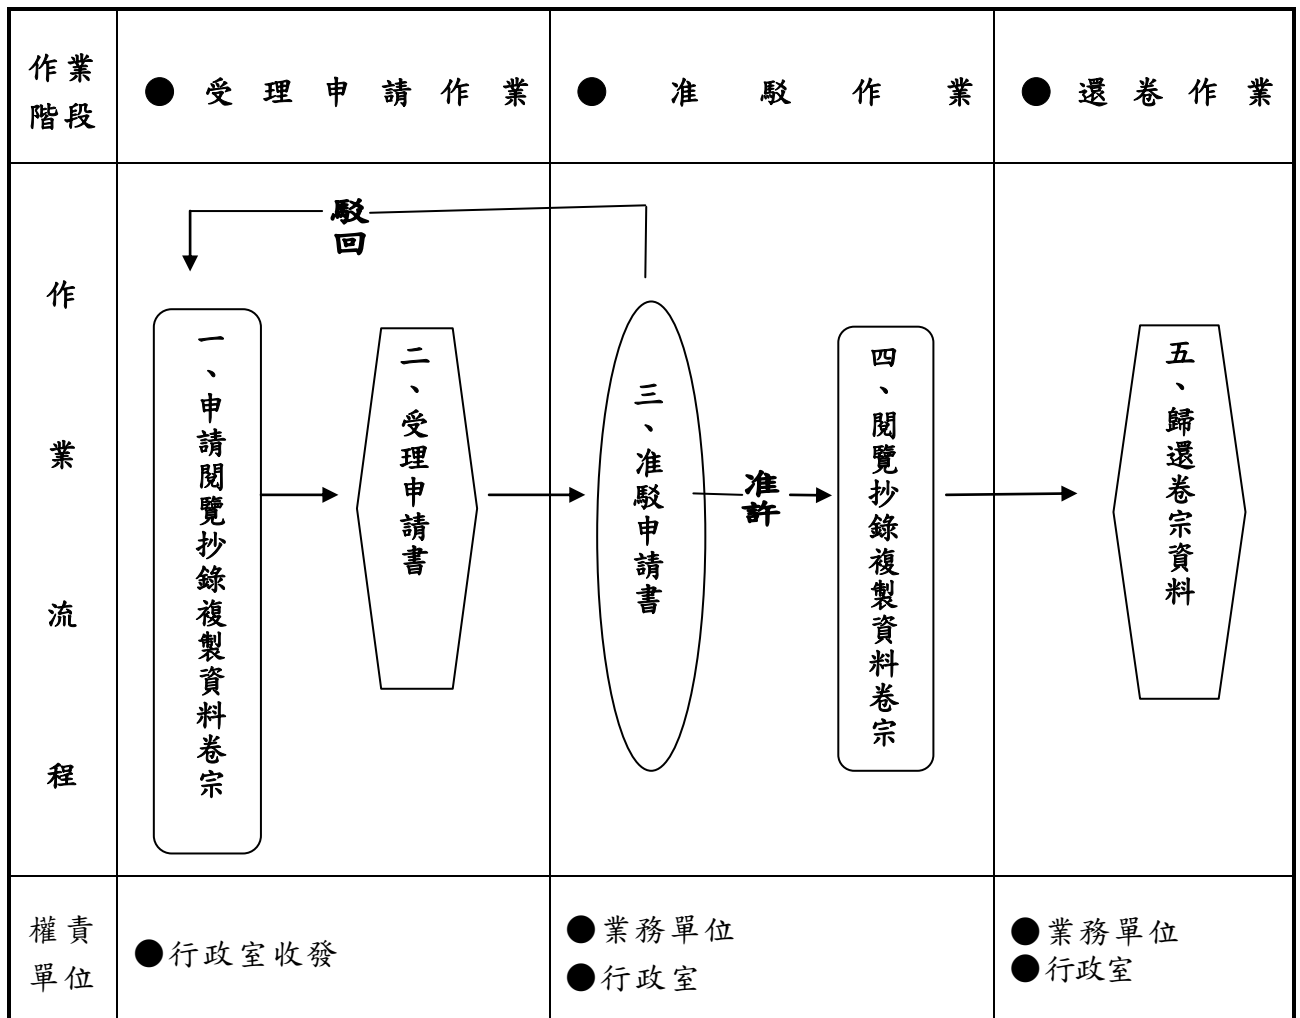 作業
階段
●受理申請作業
●准駁作業
●還卷作業
作業流程
駁回
一、申請閱覽抄錄複製資料卷宗
二、受理申請書
三、准駁申請書
准許
四、閱覽抄錄複製資料卷宗
五、歸還卷宗資料
權責
單位
●行政室收發
●業務單位
●行政室
●業務單位
●行政室